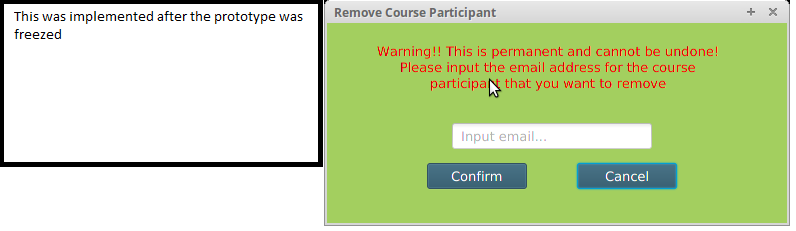 This was implemented after the prototype was
freezed
Remove Course Participant
Warning!! This is permanent and cannot be undone!
Please input the email address for the course
participant that you want to remove
Input email...
Confirm
Cancel